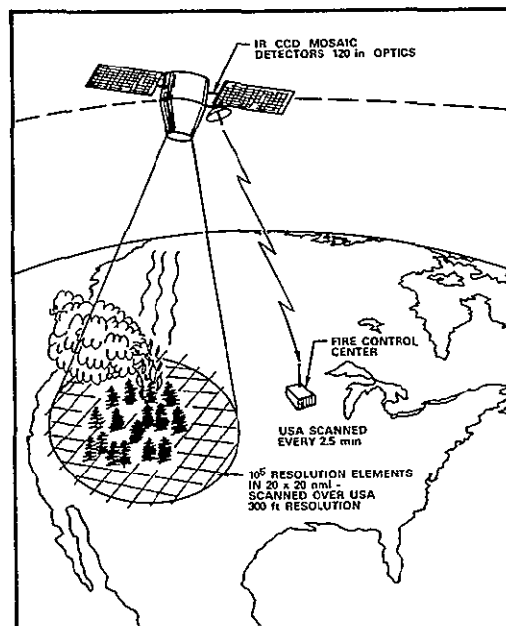 IR CCD MOSAIC
DETECTORS 120 in OPTICS
FIRE CONTROL
CENTER
USA SCANNED
EVERY 2.5 min
10⁵ RESOLUTION ELEMENTS
IN 20 x 20 nmi -
SCANNED OVER USA
300 ft RESOLUTION